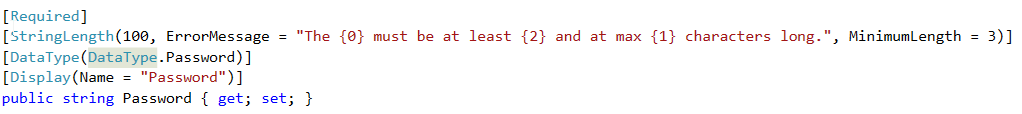 [Required]
[StringLength(100, ErrorMessage = "The {0} must be at least {2} and at max {1} characters long.", MinimumLength = 3)]
[DataType(DataType.Password)]
[Display(Name = "Password")]
public string Password { get; set; }